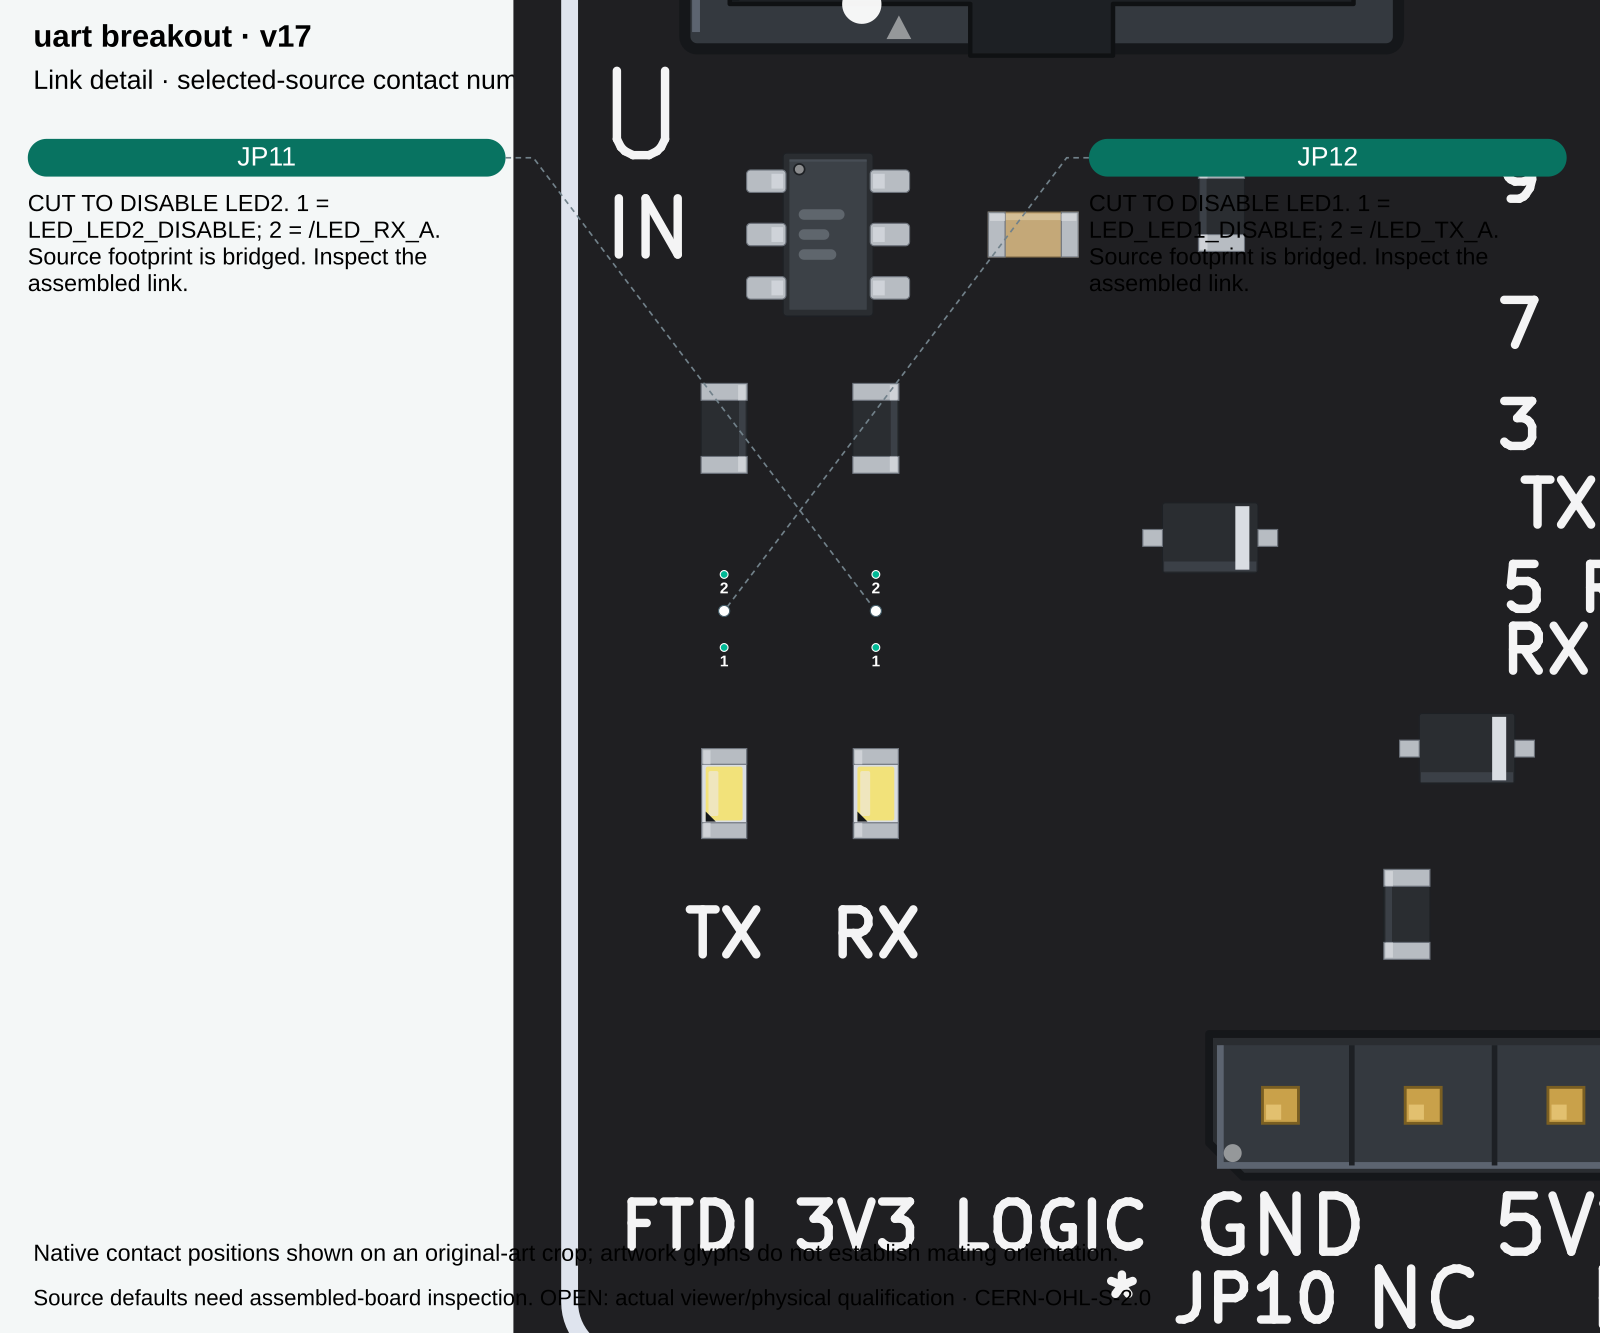 uart breakout · v17
Link detail · selected-source contact num
JP11
CUT TO DISABLE LED2. 1 =
LED_LED2_DISABLE; 2 = /LED_RX_A.
Source footprint is bridged. Inspect the
assembled link.
JP12
CUT TO DISABLE LED1. 1 =
LED_LED1_DISABLE; 2 = /LED_TX_A.
Source footprint is bridged. Inspect the
assembled link.
U
IN
9
7
3
TX
5 R
RX
2
2
1
1
TX RX
FTDI 3V3 LOGIC
GND
5V
* JP10 NC
Native contact positions shown on an original-art crop; artwork glyphs do not establish mating orientation.
Source defaults need assembled-board inspection. OPEN: actual viewer/physical qualification · CERN-OHL-S-2.0